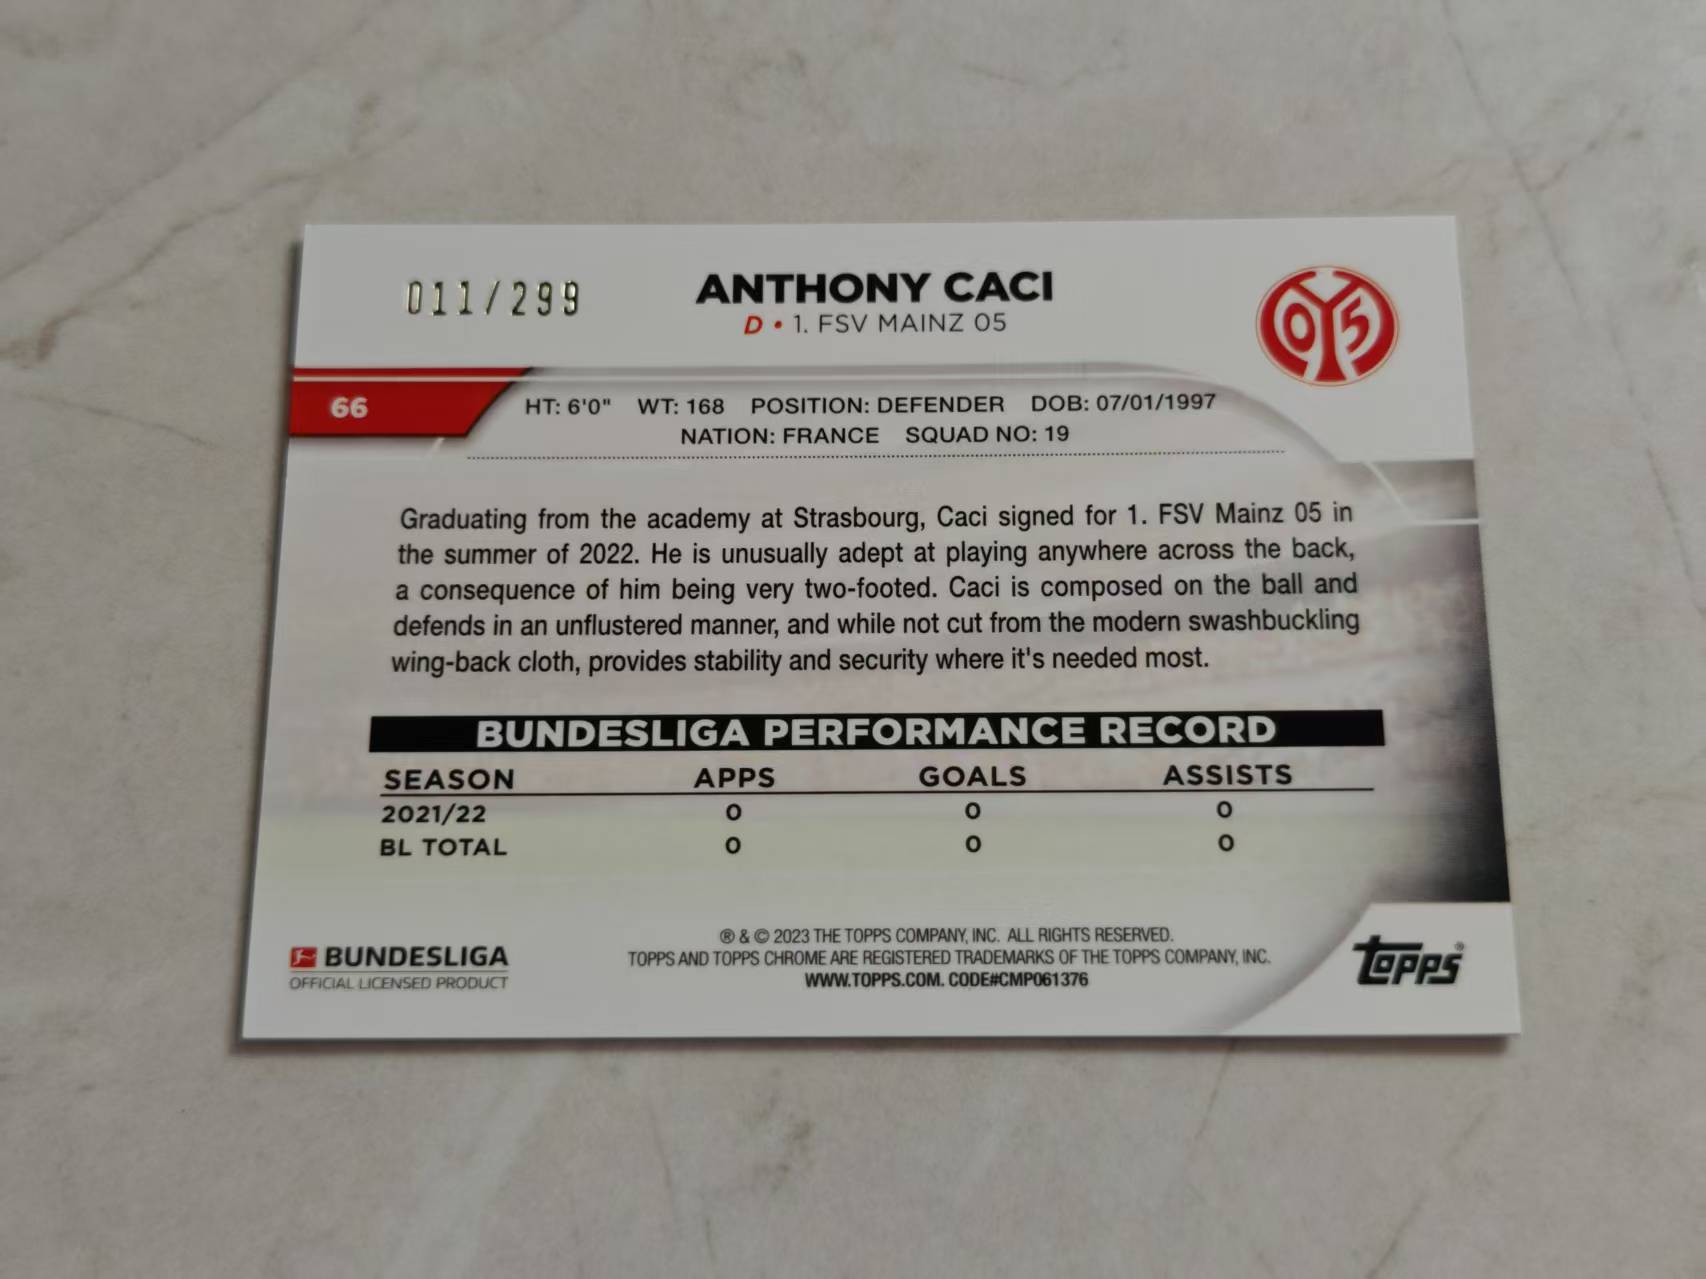 011/299
ANTHONY CACI
D • 1. FSV MAINZ 05
05
66
HT: 6'0" WT: 168 POSITION: DEFENDER DOB: 07/01/1997
NATION: FRANCE SQUAD NO: 19
Graduating from the academy at Strasbourg, Caci signed for 1. FSV Mainz 05 in
the summer of 2022. He is unusually adept at playing anywhere across the back,
a consequence of him being very two-footed. Caci is composed on the ball and
defends in an unflustered manner, and while not cut from the modern swashbuckling
wing-back cloth, provides stability and security where it's needed most.
BUNDESLIGA PERFORMANCE RECORD
SEASON APPS GOALS ASSISTS
2021/22 0 0 0
BL TOTAL 0 0 0
BUNDESLIGA
OFFICIAL LICENSED PRODUCT
® & © 2023 THE TOPPS COMPANY, INC. ALL RIGHTS RESERVED.
TOPPS AND TOPPS CHROME ARE REGISTERED TRADEMARKS OF THE TOPPS COMPANY, INC.
WWW.TOPPS.COM. CODE#CMP061376
topps®